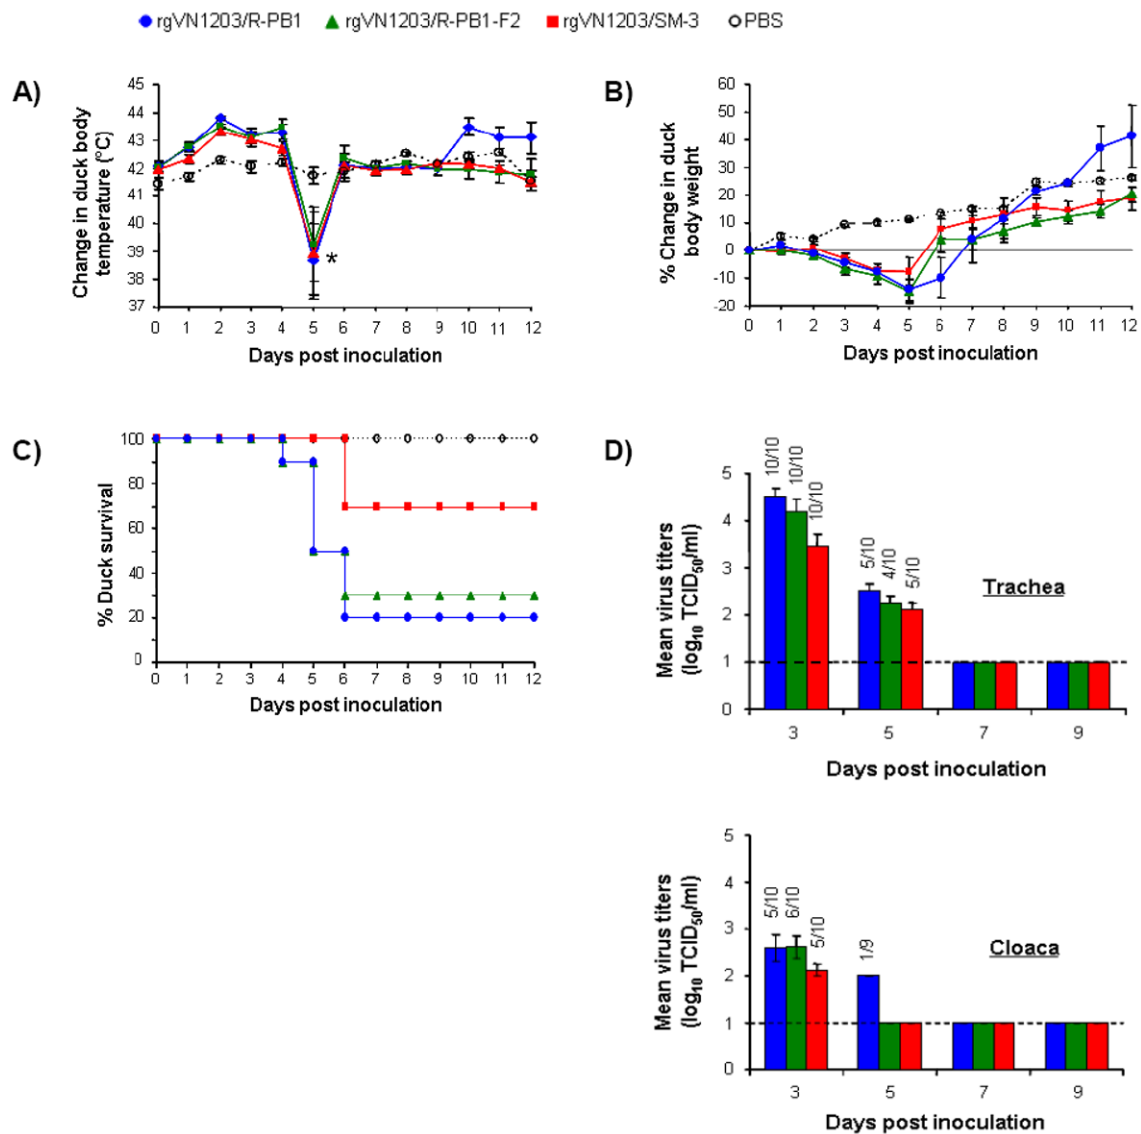 rgVN1203/R-PB1 rgVN1203/R-PB1-F2 rgVN1203/SM-3 PBS
A)
Change in duck body
temperature (°C)
45
44
43
42
41
40
39
38
37
*
0 1 2 3 4 5 6 7 8 9 10 11 12
Days post inoculation
B)
% Change in duck
body weight
60
50
40
30
20
10
0
-10
-20
0 1 2 3 4 5 6 7 8 9 10 11 12
Days post inoculation
C)
% Duck survival
100
80
60
40
20
0
0 1 2 3 4 5 6 7 8 9 10 11 12
Days post inoculation
D)
Mean virus titers
(log10 TCID50/ml)
5
4
3
2
1
0
10/10 10/10 10/10
5/10 4/10 5/10
Trachea
3 5 7 9
Days post inoculation
Mean virus titers
(log10 TCID50/ml)
5
4
3
2
1
0
5/10 6/10 5/10
1/9
Cloaca
3 5 7 9
Days post inoculation